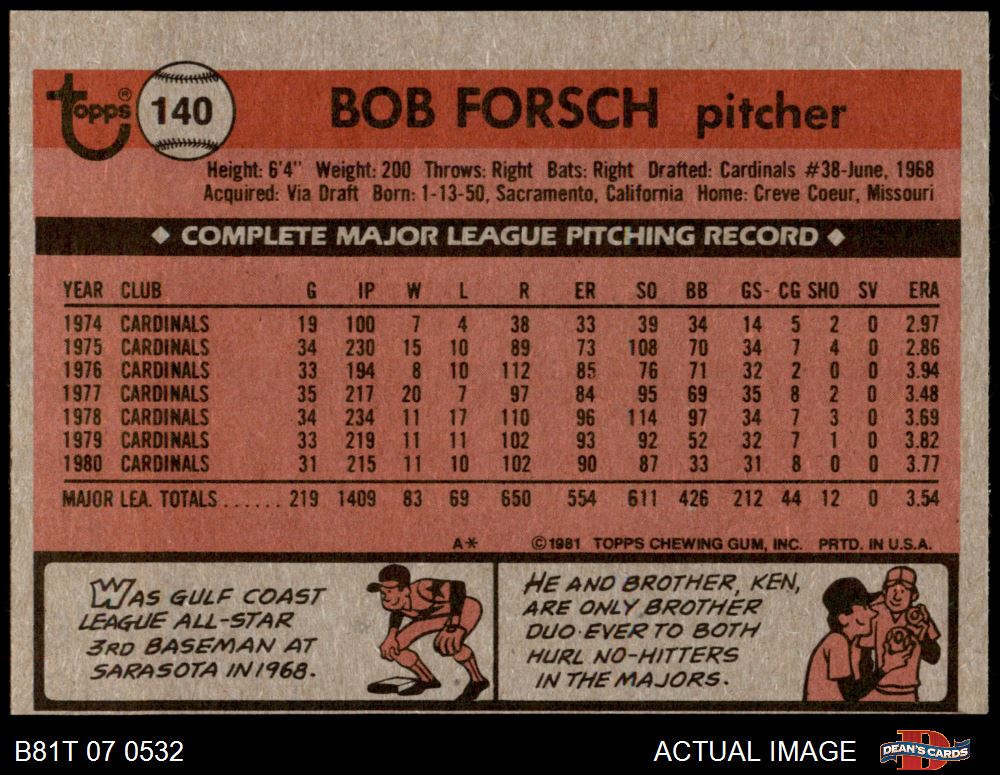 topps® 140 BOB FORSCH pitcher
Height: 6'4" Weight: 200 Throws: Right Bats: Right Drafted: Cardinals #38-June, 1968
Acquired: Via Draft Born: 1-13-50, Sacramento, California Home: Creve Coeur, Missouri
◆ COMPLETE MAJOR LEAGUE PITCHING RECORD ◆
YEAR CLUB G IP W L R ER SO BB GS- CG SHO SV ERA
1974 CARDINALS 19 100 7 4 38 33 39 34 14 5 2 0 2.97
1975 CARDINALS 34 230 15 10 89 73 108 70 34 7 4 0 2.86
1976 CARDINALS 33 194 8 10 112 85 76 71 32 2 0 0 3.94
1977 CARDINALS 35 217 20 7 97 84 95 69 35 8 2 0 3.48
1978 CARDINALS 34 234 11 17 110 96 114 97 34 7 3 0 3.69
1979 CARDINALS 33 219 11 11 102 93 92 52 32 7 1 0 3.82
1980 CARDINALS 31 215 11 10 102 90 87 33 31 8 0 0 3.77
MAJOR LEA. TOTALS ...... 219 1409 83 69 650 554 611 426 212 44 12 0 3.54
A* ©1981 TOPPS CHEWING GUM, INC. PRTD. IN U.S.A.
WAS GULF COAST
LEAGUE ALL-STAR
3RD BASEMAN AT
SARASOTA IN 1968.
HE AND BROTHER, KEN,
ARE ONLY BROTHER
DUO EVER TO BOTH
HURL NO-HITTERS
IN THE MAJORS.
B81T 07 0532 ACTUAL IMAGE DEAN'S CARDS